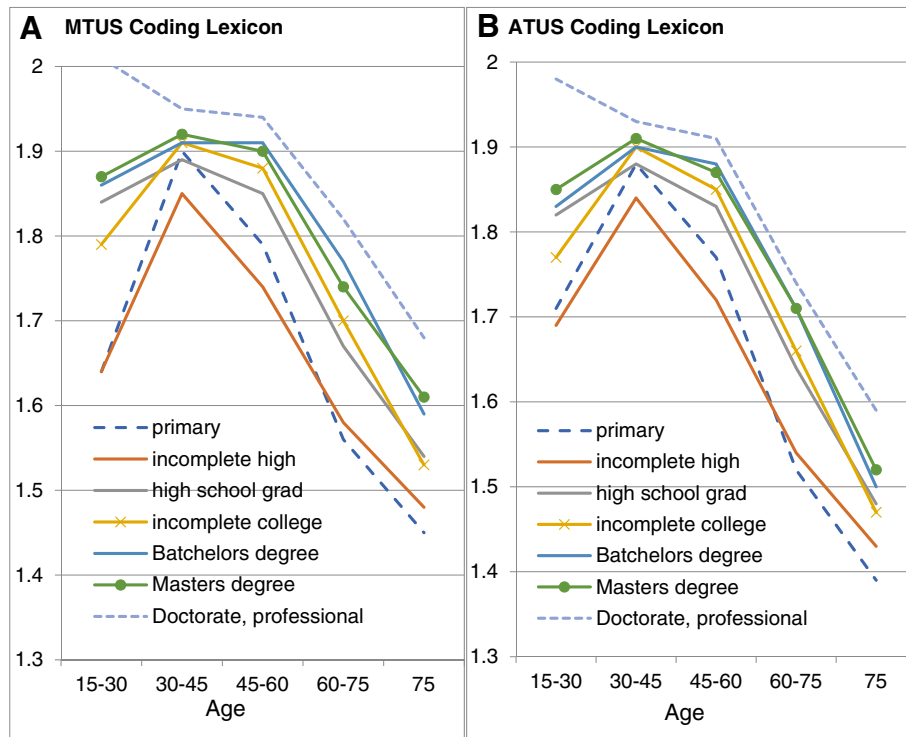 A MTUS Coding Lexicon
2
1.9
1.8
1.7
1.6
1.5
1.4
1.3
primary
incomplete high
high school grad
incomplete college
Batchelors degree
Masters degree
Doctorate, professional
15-30 30-45 45-60 60-75 75
Age
B ATUS Coding Lexicon
2
1.9
1.8
1.7
1.6
1.5
1.4
1.3
primary
incomplete high
high school grad
incomplete college
Batchelors degree
Masters degree
Doctorate, professional
15-30 30-45 45-60 60-75 75
Age